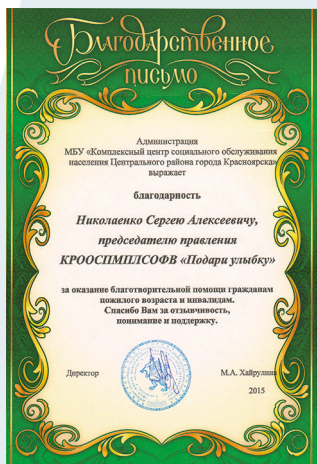 Благодарственное
письмо
Администрация
МБУ «Комплексный центр социального обслуживания
населения Центрального района города Красноярска»
выражает
благодарность
Николаенко Сергею Алексеевичу,
председателю правления
КРООСПМПЛСОФВ «Подари улыбку»
за оказание благотворительной помощи гражданам
пожилого возраста и инвалидам.
Спасибо Вам за отзывчивость,
понимание и поддержку.
Директор М.А. Хайрулина
2015